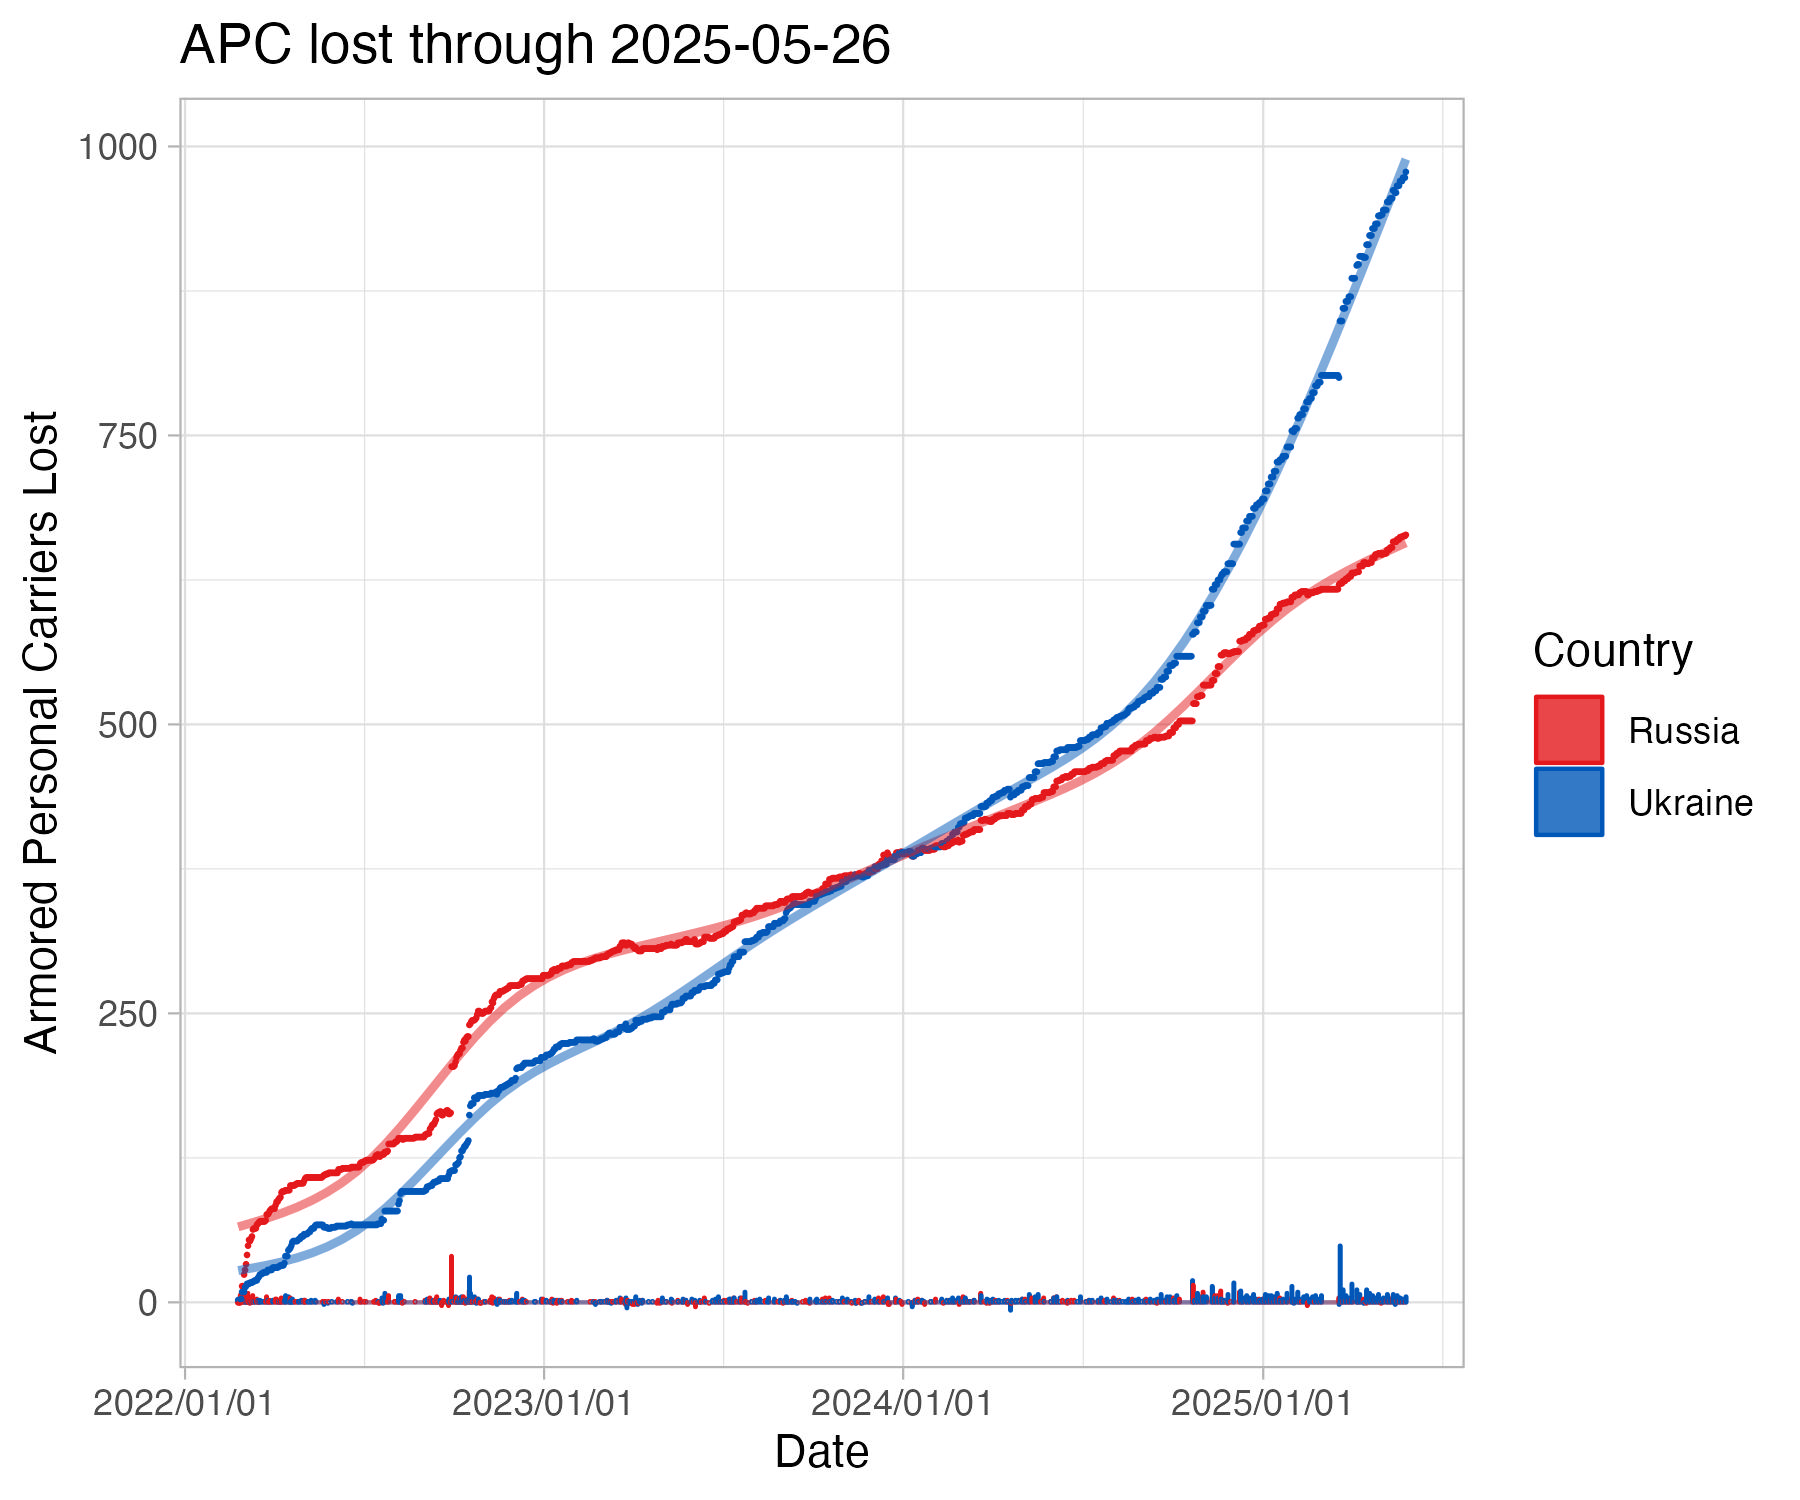 APC lost through 2025-05-26
Armored Personal Carriers Lost
1000
750
500
250
0
2022/01/01
2023/01/01
2024/01/01
2025/01/01
Date
Country
Russia
Ukraine